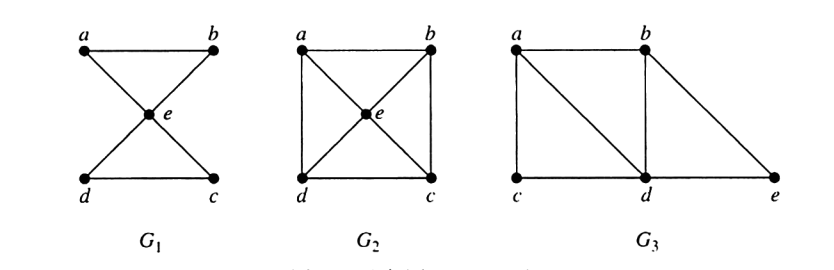 a b a b a b
e e
d c d c c d e
G₁ G₂ G₃